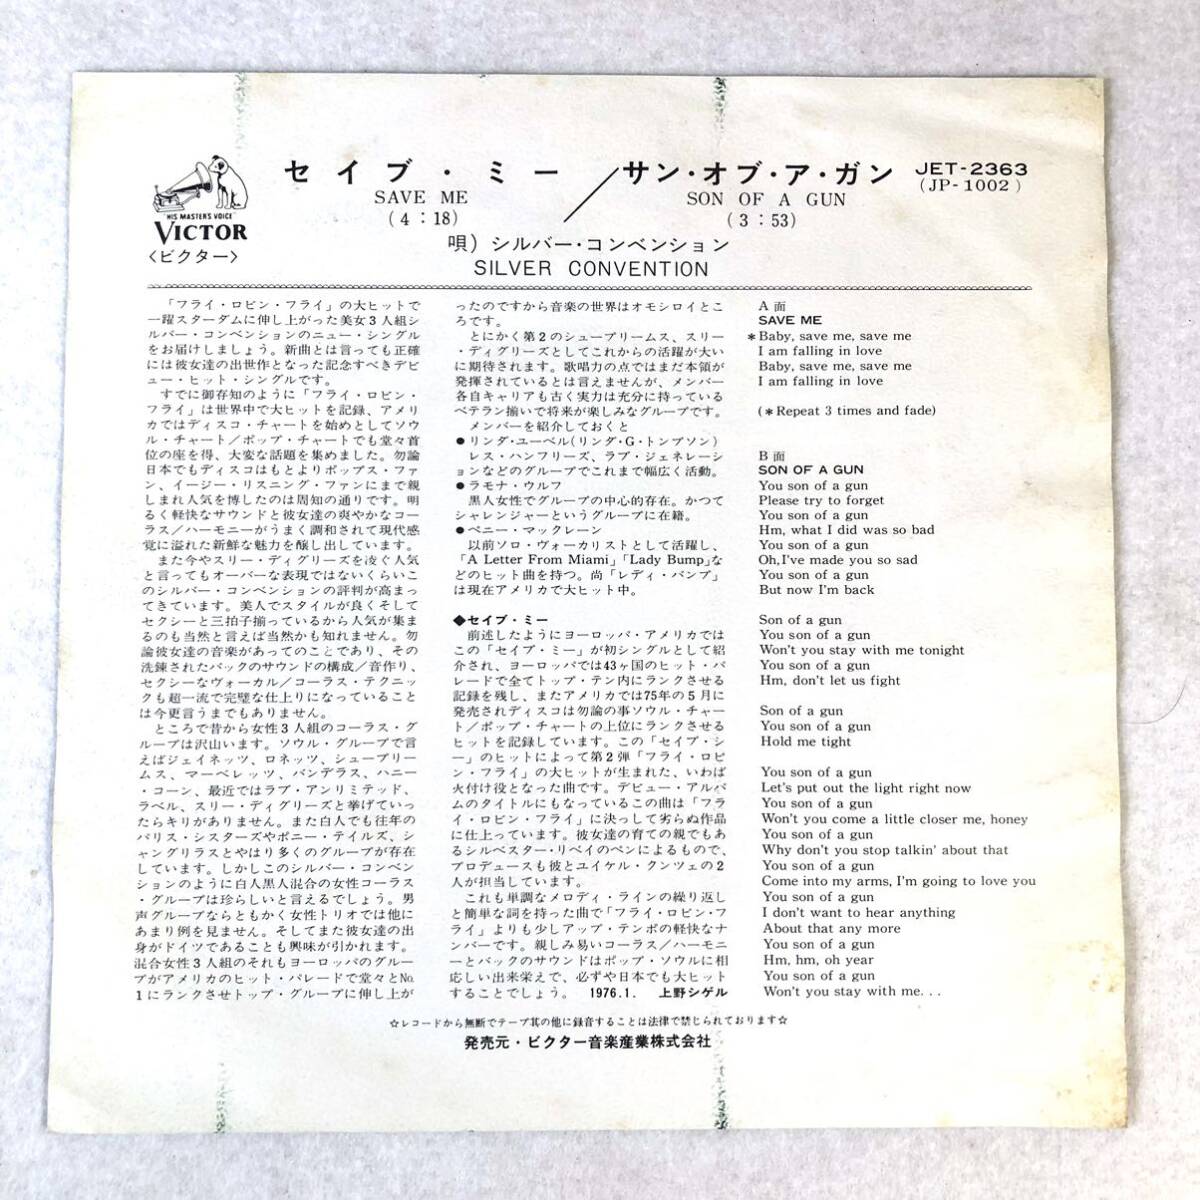 セイブ・ミー／サン・オブ・ア・ガン
SAVE ME
(4：18)
SON OF A GUN
(3：53)
JET-2363
(JP-1002)
HIS MASTER'S VOICE
VICTOR
〈ビクター〉
唄）シルバー・コンベンション
SILVER CONVENTION
「フライ・ロビン・フライ」の大ヒットで
一躍スターダムに伸し上がった美女3人組シ
ルバー・コンベンションのニュー・シングル
をお届けしましょう。新曲とは言っても正確
には彼女達の出世作となった記念すべきデビ
ュー・ヒット・シングルです。
すでに御存知のように「フライ・ロビン・
フライ」は世界中で大ヒットを記録、アメリ
カではディスコ・チャートを始めとしてソウ
ル・チャート／ポップ・チャートでも堂々首
位の座を得、大変な話題を集めました。勿論
日本でもディスコはもとよりポップス・ファ
ン、イージー・リスニング・ファンにまで親
しまれ人気を博したのは周知の通りです。明
るく軽快なサウンドと彼女達の爽やかなコー
ラス／ハーモニーがうまく調和されて現代感
覚に溢れた新鮮な魅力を醸し出しています。
また今やスリー・ディグリーズを凌ぐ人気
と言ってもオーバーな表現ではないくらいこ
のシルバー・コンベンションの評判が高まっ
てきています。美人でスタイルが良くそして
セクシーと三拍子揃っているから人気が集ま
るのも当然と言えば当然かも知れません。勿
論彼女達の音楽があってのことであり、その
洗錬されたバックのサウンドの構成／音作り、
セクシーなヴォーカル／コーラス・テクニッ
クも超一流で完璧な仕上りになっていること
は今更言うまでもありません。
ところで昔から女性3人組のコーラス・グ
ループは沢山います。ソウル・グループで言
えばジェイネッツ、ロネッツ、シュープリー
ムス、マーベレッツ、バンデラス、ハニー
・コーン、最近ではラブ・アンリミテッド、
ラベル、スリー・ディグリーズと挙げていっ
たらキリがありません。また白人でも往年の
パリス・シスターズやポニー・テイルズ、シ
ャングリラスとやはり多くのグループが存在
しています。しかしこのシルバー・コンベン
ションのように白人黒人混合の女性コーラス
・グループは珍らしいと言えるでしょう。男
声グループならともかく女性トリオでは他に
あまり例を見ません。そしてまた彼女達の出
身がドイツであることも興味が引かれます。
混合女性3人組のそれもヨーロッパのグルー
プがアメリカのヒット・パレードで堂々とNo.
1にランクさせトップ・グループに伸し上が
ったのですから音楽の世界はオモシロイとこ
ろです。
とにかく第2のシュープリームス、スリー
・ディグリーズとしてこれからの活躍が大い
に期待されます。歌唱力の点ではまだ本領が
発揮されているとは言えませんが、メンバー
各自キャリアも古く実力は充分に持っている
ベテラン揃いで将来が楽しみなグループです。
メンバーを紹介しておくと
●リンダ・ユーベル(リンダ・G・トンプソン)
レス・ハンフリーズ、ラブ・ジェネレーシ
ョンなどのグループでこれまで幅広く活動。
●ラモナ・ウルフ
黒人女性でグループの中心的存在。かつて
シャレンジャーというグループに在籍。
●ペニー・マックレーン
以前ソロ・ヴォーカリストとして活躍し、
「A Letter From Miami」「Lady Bump」な
どのヒット曲を持つ。尚「レディ・バンプ」
は現在アメリカで大ヒット中。
◆セイブ・ミー
前述したようにヨーロッパ・アメリカでは
この「セイブ・ミー」が初シングルとして紹
介され、ヨーロッパでは43ヶ国のヒット・パ
レードで全てトップ・テン内にランクさせる
記録を残し、またアメリカでは75年の5月に
発売されディスコは勿論の事ソウル・チャー
ト／ポップ・チャートの上位にランクさせる
ヒットを記録しています。この「セイブ・ミ
ー」のヒットによって第2弾「フライ・ロビ
ン・フライ」の大ヒットが生まれた、いわば
火付け役となった曲です。デビュー・アルバ
ムのタイトルにもなっているこの曲は「フラ
イ・ロビン・フライ」に決っして劣らぬ作品
に仕上っています。彼女達の育ての親でもあ
るシルベスター・リベイのペンによるもので、
プロデュースも彼とユイケル・クンツェの2
人が担当しています。
これも単調なメロディ・ラインの繰り返し
と簡単な詞を持った曲で「フライ・ロビン・フ
ライ」よりも少しアップ・テンポの軽快なナ
ンバーです。親しみ易いコーラス／ハーモニ
ーとバックのサウンドはポップ・ソウルに相
応しい出来栄えで、必ずや日本でも大ヒット
することでしょう。 1976.1. 上野シゲル
A面
SAVE ME
＊Baby, save me, save me
I am falling in love
Baby, save me, save me
I am falling in love
(＊Repeat 3 times and fade)
B面
SON OF A GUN
You son of a gun
Please try to forget
You son of a gun
Hm, what I did was so bad
You son of a gun
Oh, I've made you so sad
You son of a gun
But now I'm back
Son of a gun
You son of a gun
Won't you stay with me tonight
You son of a gun
Hm, don't let us fight
Son of a gun
You son of a gun
Hold me tight
You son of a gun
Let's put out the light right now
You son of a gun
Won't you come a little closer me, honey
You son of a gun
Why don't you stop talkin' about that
You son of a gun
Come into my arms, I'm going to love you
You son of a gun
I don't want to hear anything
About that any more
You son of a gun
Hm, hm, oh year
You son of a gun
Won't you stay with me...
☆レコードから無断でテープ其の他に録音することは法律で禁じられております☆
発売元・ビクター音楽産業株式会社